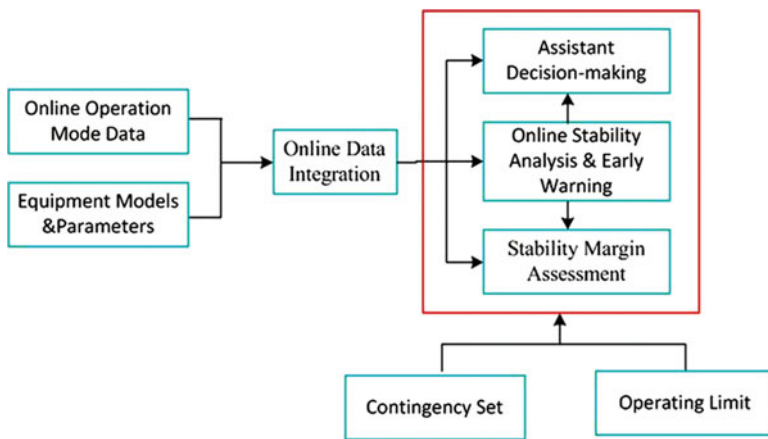 Assistant
Decision-making
Online Operation
Mode Data
Online Data
Integration
Online Stability
Analysis & Early
Warning
Equipment Models
&Parameters
Stability Margin
Assessment
Contingency Set
Operating Limit